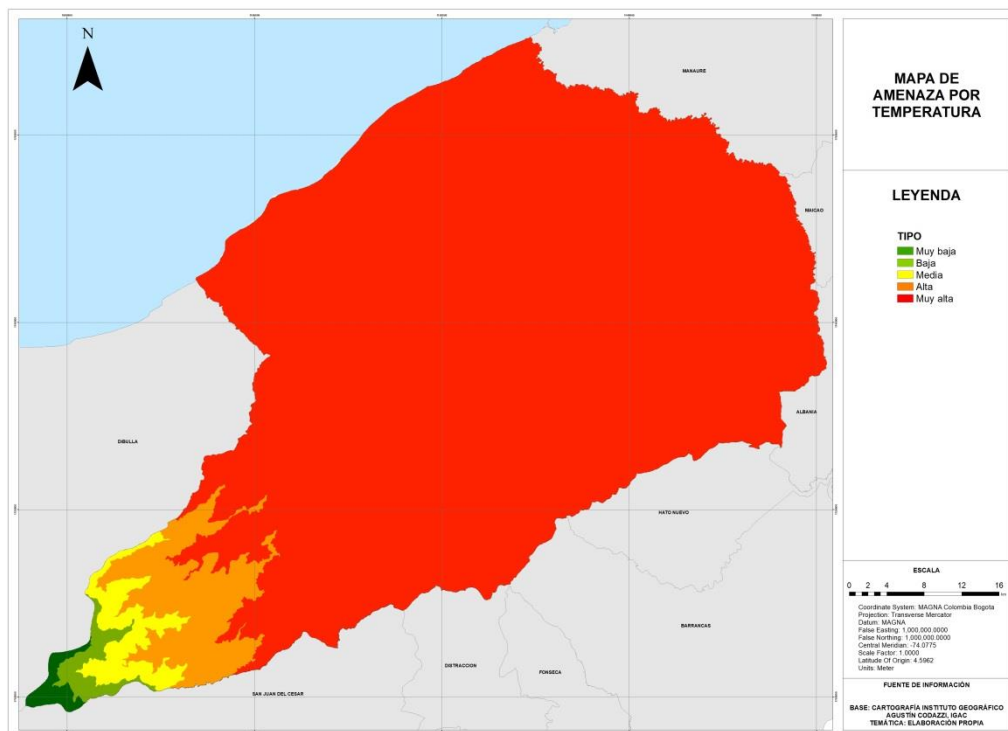 N
MANAURE
MAICAO
ALBANIA
DIBULLA
HATO NUEVO
BARRANCAS
DISTRACCION
FONSECA
SAN JUAN DEL CESAR
MAPA DE
AMENAZA POR
TEMPERATURA
LEYENDA
TIPO
Muy baja
Baja
Media
Alta
Muy alta
ESCALA
0 2 4 8 12 16
Coordinate System: MAGNA Colombia Bogota
Projection: Transverse Mercator
Datum: MAGNA
False Easting: 1,000,000.0000
False Northing: 1,000,000.0000
Central Meridian: -74.0775
Scale Factor: 1.0000
Latitude Of Origin: 4.5962
Units: Meter
FUENTE DE INFORMACIÓN
BASE: CARTOGRAFÍA INSTITUTO GEOGRÁFICO
AGUSTÍN CODAZZI, IGAC
TEMÁTICA: ELABORACIÓN PROPIA